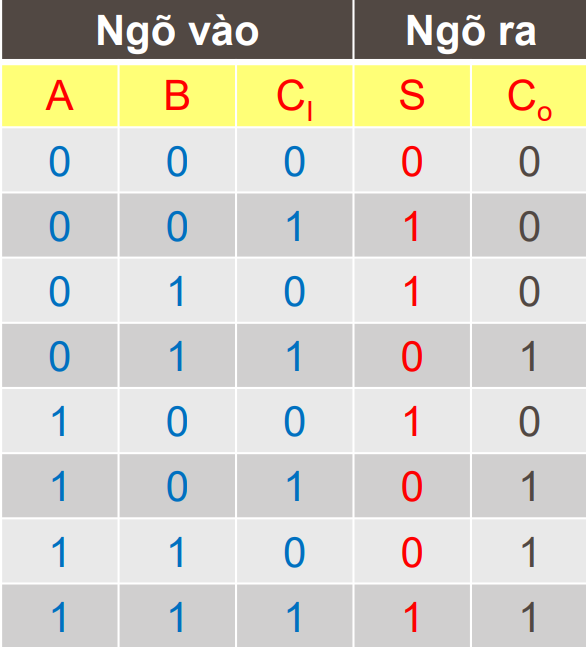 Ngõ vào Ngõ ra
A B C_I S C_o
0 0 0 0 0
0 0 1 1 0
0 1 0 1 0
0 1 1 0 1
1 0 0 1 0
1 0 1 0 1
1 1 0 0 1
1 1 1 1 1